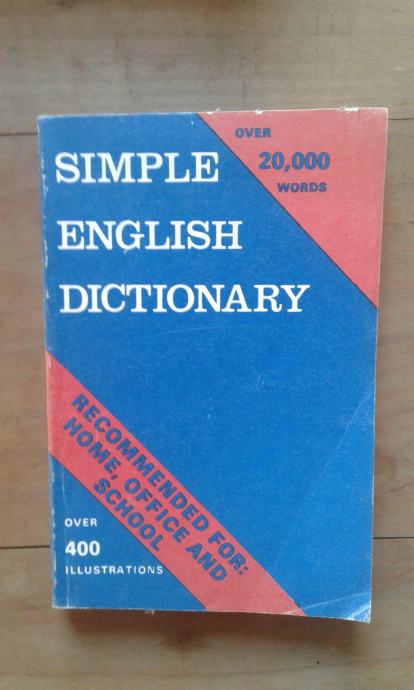 OVER
20,000
WORDS
SIMPLE
ENGLISH
DICTIONARY
RECOMMENDED FOR:
HOME, OFFICE AND
SCHOOL
OVER
400
ILLUSTRATIONS